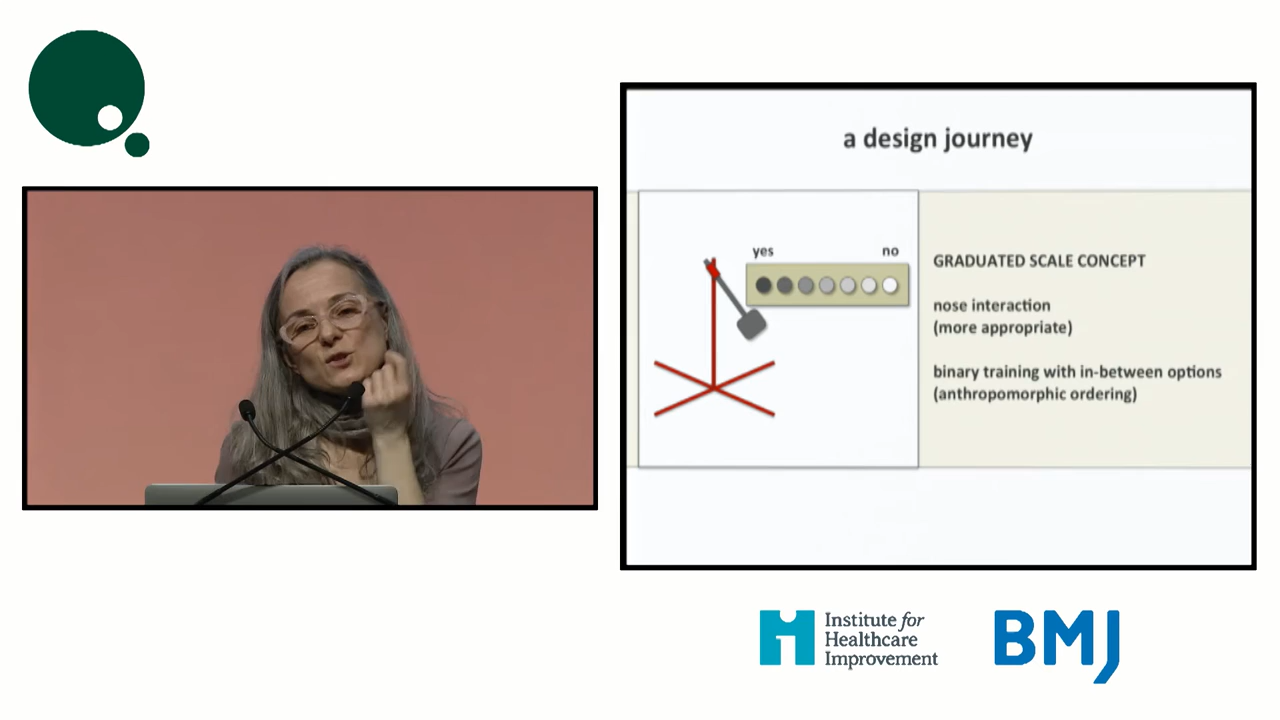 a design journey
yes no
GRADUATED SCALE CONCEPT
nose interaction
(more appropriate)
binary training with in-between options
(anthropomorphic ordering)
Institute for
Healthcare
Improvement
BMJ